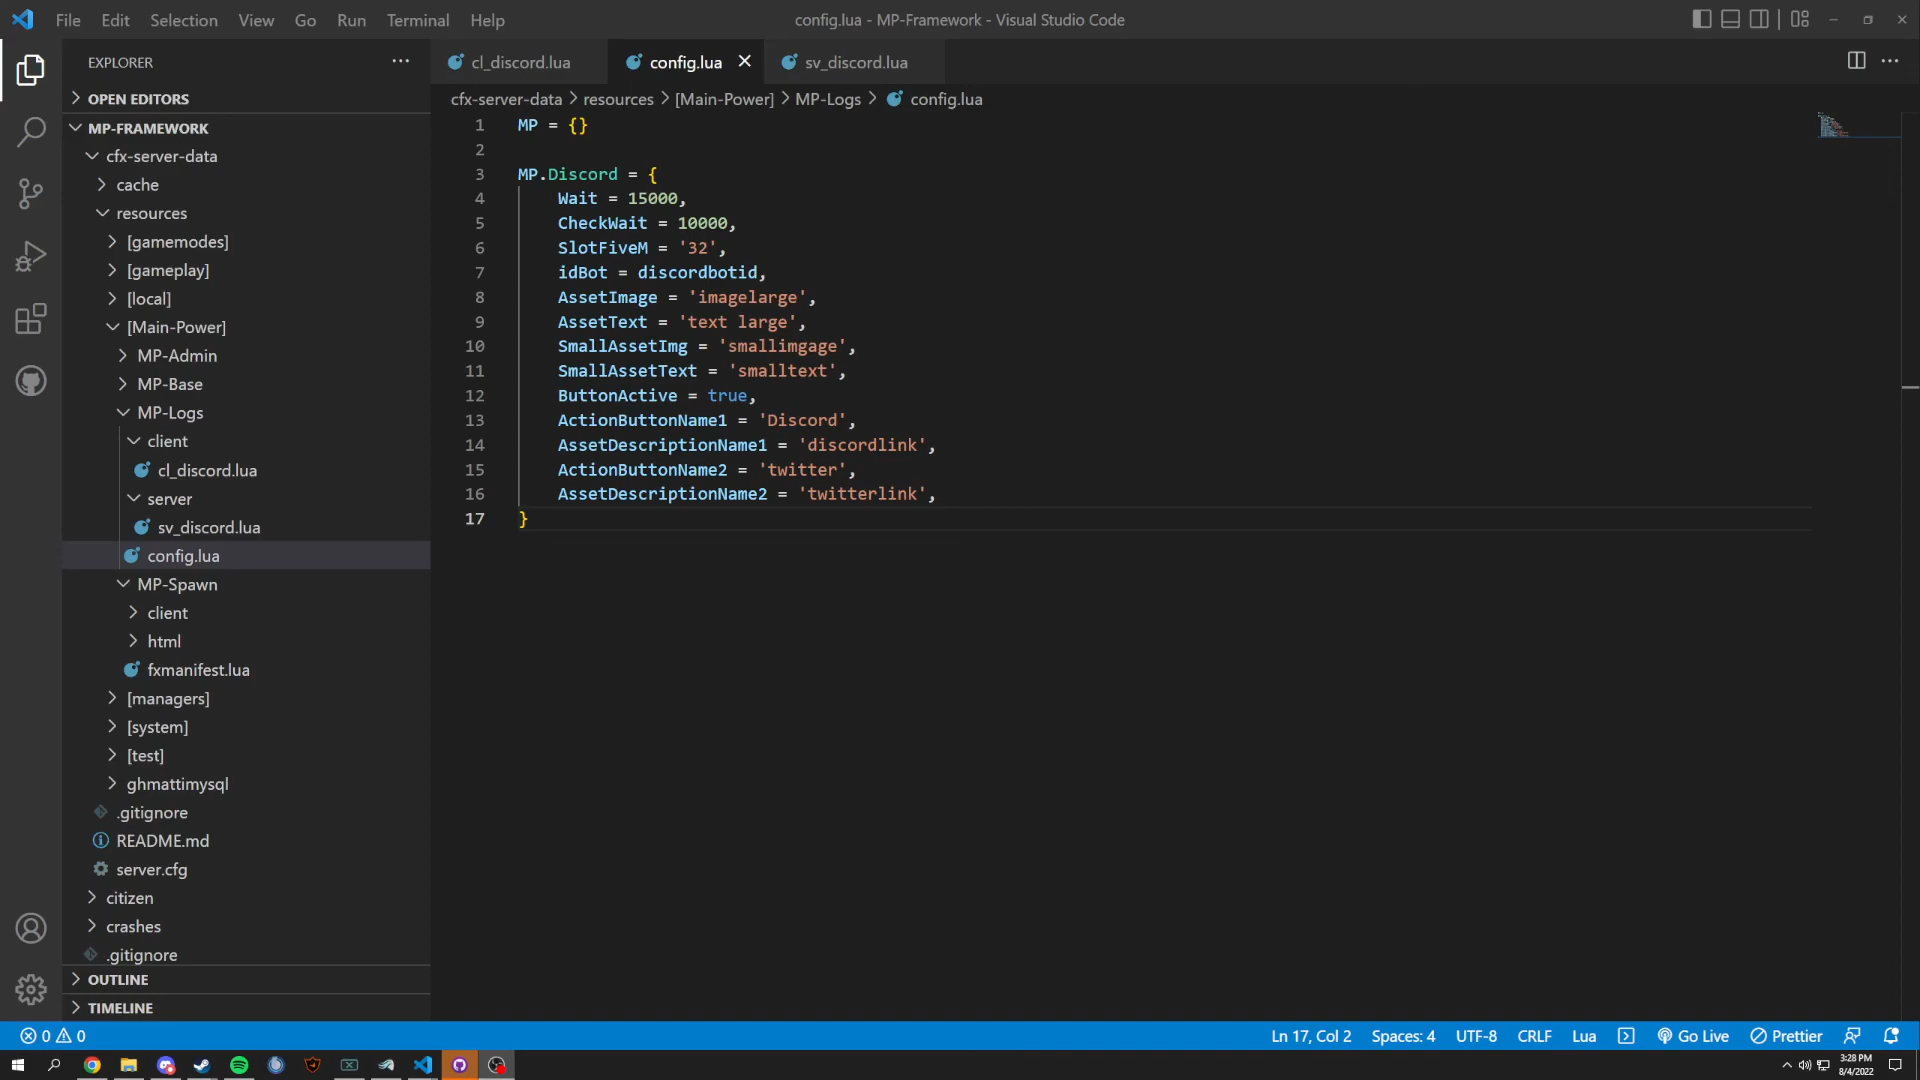 File Edit Selection View Go Run Terminal Help
config.lua - MP-Framework - Visual Studio Code
EXPLORER
OPEN EDITORS
MP-FRAMEWORK
cfx-server-data
cache
resources
[gamemodes]
[gameplay]
[local]
[Main-Power]
MP-Admin
MP-Base
MP-Logs
client
cl_discord.lua
server
sv_discord.lua
config.lua
MP-Spawn
client
html
fxmanifest.lua
[managers]
[system]
[test]
ghmattimysql
.gitignore
README.md
server.cfg
citizen
crashes
.gitignore
OUTLINE
TIMELINE
cl_discord.lua config.lua sv_discord.lua
cfx-server-data > resources > [Main-Power] > MP-Logs > config.lua
1 MP = {}
2
3 MP.Discord = {
4 Wait = 15000,
5 CheckWait = 10000,
6 SlotFiveM = '32',
7 idBot = discordbotid,
8 AssetImage = 'imagelarge',
9 AssetText = 'text large',
10 SmallAssetImg = 'smallimgage',
11 SmallAssetText = 'smalltext',
12 ButtonActive = true,
13 ActionButtonName1 = 'Discord',
14 AssetDescriptionName1 = 'discordlink',
15 ActionButtonName2 = 'twitter',
16 AssetDescriptionName2 = 'twitterlink',
17 }
0 0
Ln 17, Col 2 Spaces: 4 UTF-8 CRLF Lua Go Live Prettier
3:28 PM
8/4/2022